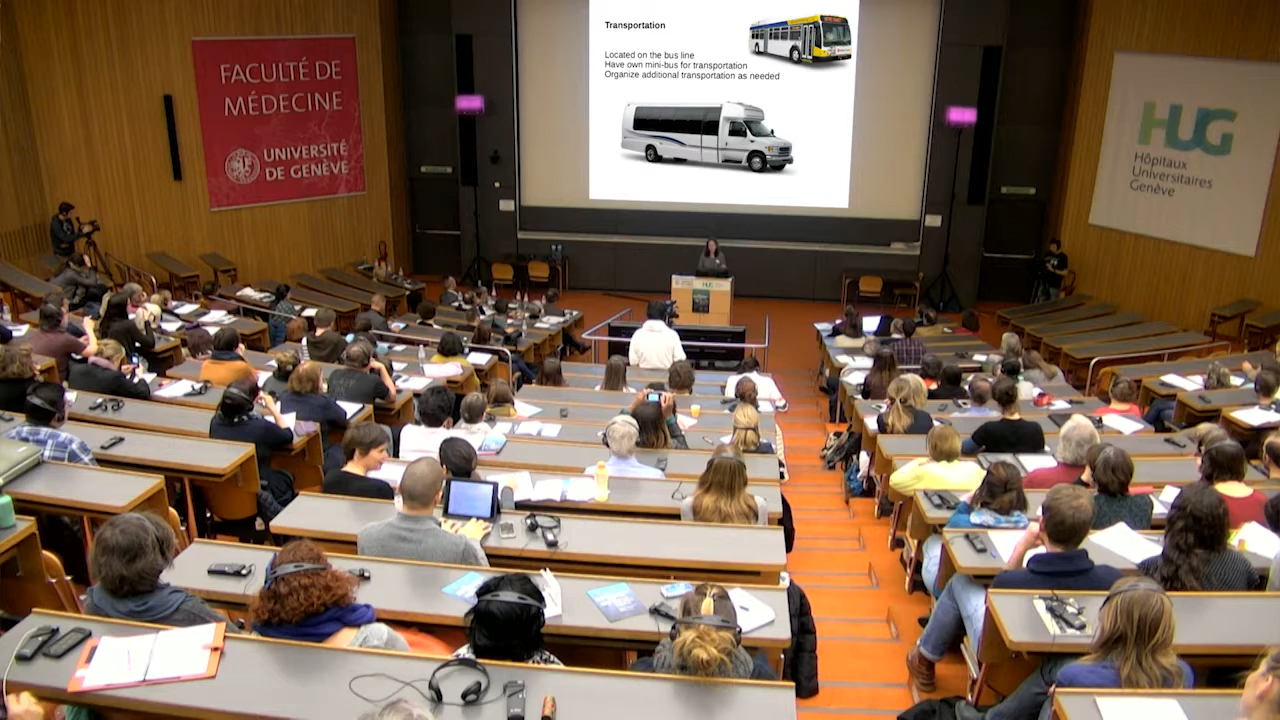 FACULTÉ DE
MÉDECINE
UNIVERSITÉ
DE GENÈVE
Transportation
Located on the bus line
Have own mini-bus for transportation
Organize additional transportation as needed
HUG
Hôpitaux
Universitaires
Genève
HUG